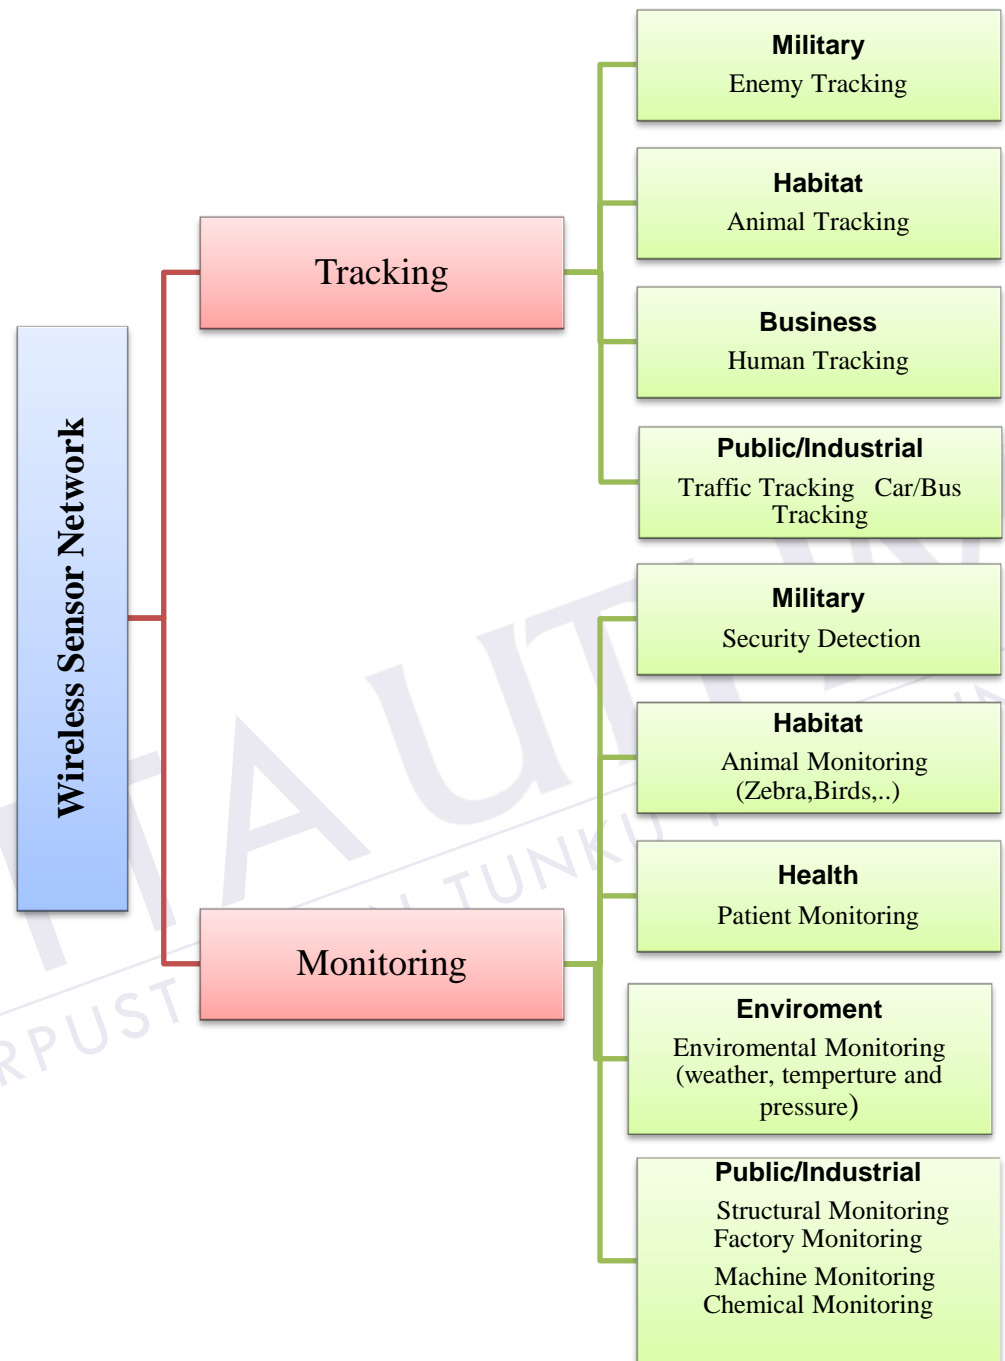 Wireless Sensor Network
Tracking
Military
Enemy Tracking
Habitat
Animal Tracking
Business
Human Tracking
Public/Industrial
Traffic Tracking Car/Bus
Tracking
Monitoring
Military
Security Detection
Habitat
Animal Monitoring
(Zebra,Birds,..)
Health
Patient Monitoring
Enviroment
Enviromental Monitoring
(weather, temperture and
pressure)
Public/Industrial
Structural Monitoring
Factory Monitoring
Machine Monitoring
Chemical Monitoring